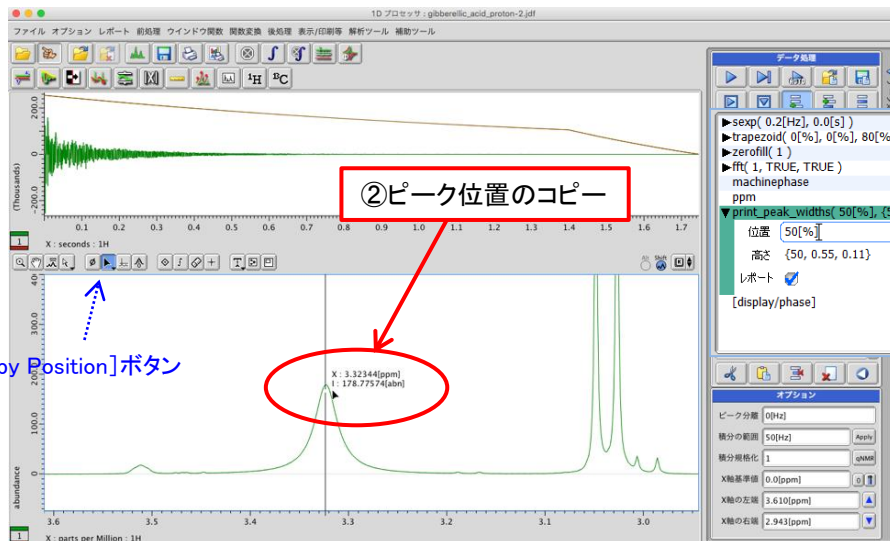 1D プロセッサ : gibberellic_acid_proton-2.jdf
ファイル オプション レポート 前処理 ウインドウ関数 関数変換 後処理 表示/印刷等 解析ツール 補助ツール
¹H ¹³C
(Thousands)
200.0
0
-200.0
0.1 0.2 0.3 0.4 0.5 0.6 0.7 0.8 0.9 1.0 1.1 1.2 1.3 1.4 1.5 1.6 1.7
1
X : seconds : 1H
②ピーク位置のコピー
by Position]ボタン
X : 3.32344[ppm]
I : 178.77574[abn]
abundance
300.0
200.0
100.0
0
3.6 3.5 3.4 3.3 3.2 3.1 3.0
1
X : parts per Million : 1H
Shift
データ処理
▶sexp( 0.2[Hz], 0.0[s] )
▶trapezoid( 0[%], 0[%], 80[%
▶zerofill( 1 )
▶fft( 1, TRUE, TRUE )
machinephase
ppm
▼print_peak_widths( 50[%], {5
位置 50[%]
高さ {50, 0.55, 0.11}
レポート
[display/phase]
オプション
ピーク分離 0[Hz]
積分の範囲 50[Hz] Apply
積分規格化 1 qNMR
X軸基準値 0.0[ppm] 0
X軸の左端 3.610[ppm]
X軸の右端 2.943[ppm]